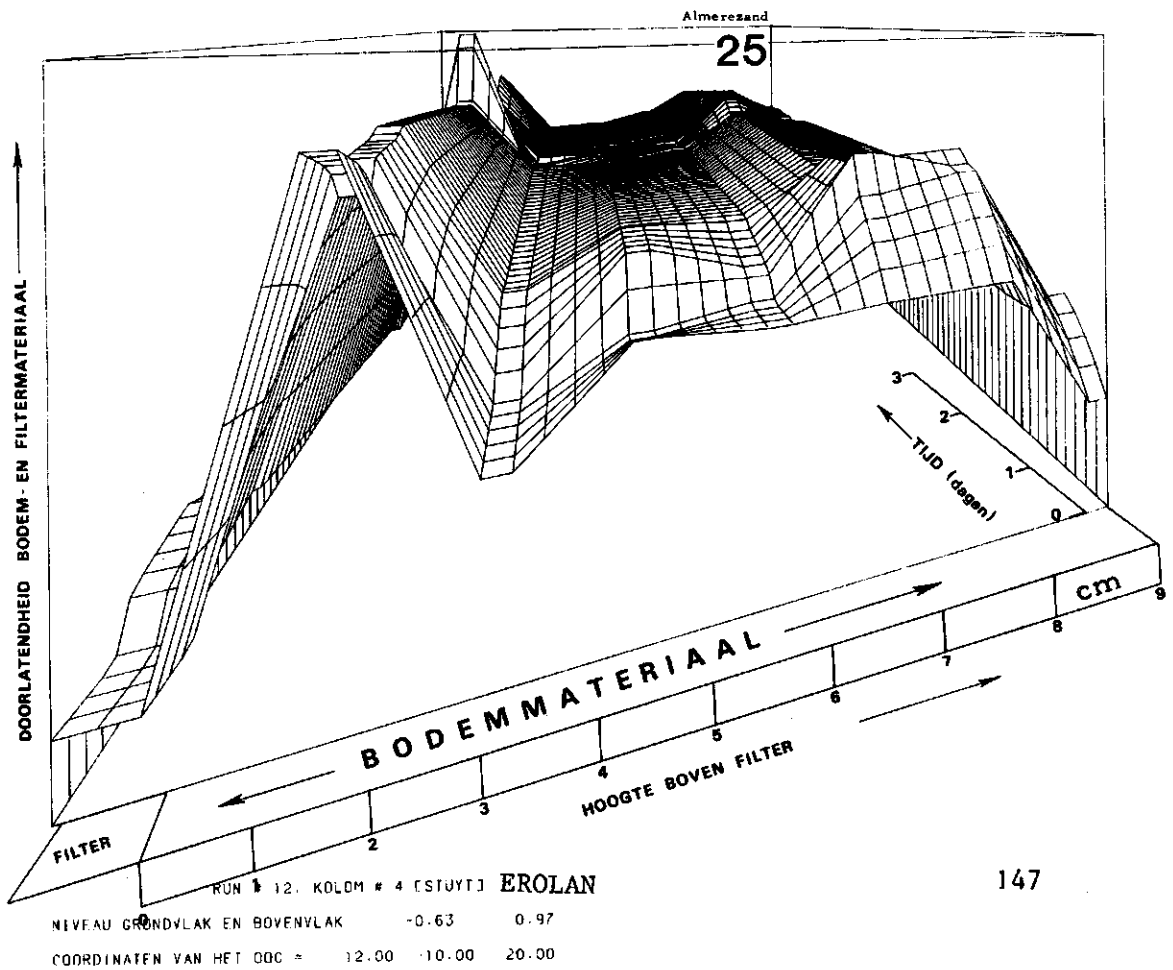 Almerezand
25
DOORLATENDHEID BODEM- EN FILTERMATERIAAL
3
2
1
0
TIJD (dagen)
BODEMMATERIAAL
FILTER
0
1
2
3
4
5
6
7
8
9
cm
HOOGTE BOVEN FILTER
RUN # 12. KOLOM # 4 [STUYT] EROLAN
147
NIVEAU GRONDVLAK EN BOVENVLAK -0.63 0.97
COORDINATEN VAN HET OOG = 12.00 -10.00 20.00